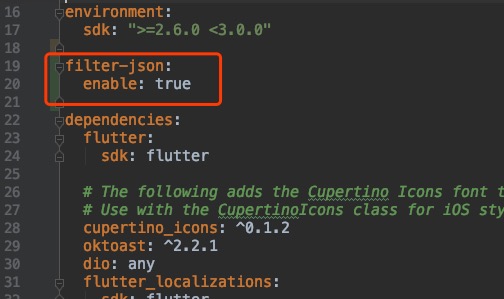 16 environment:
17 sdk: ">=2.6.0 <3.0.0"
18
19 filter-json:
20 enable: true
21
22 dependencies:
23 flutter:
24 sdk: flutter
25
26 # The following adds the Cupertino Icons font t
27 # Use with the CupertinoIcons class for iOS sty
28 cupertino_icons: ^0.1.2
29 oktoast: ^2.2.1
30 dio: any
31 flutter_localizations:
sdk: flutter